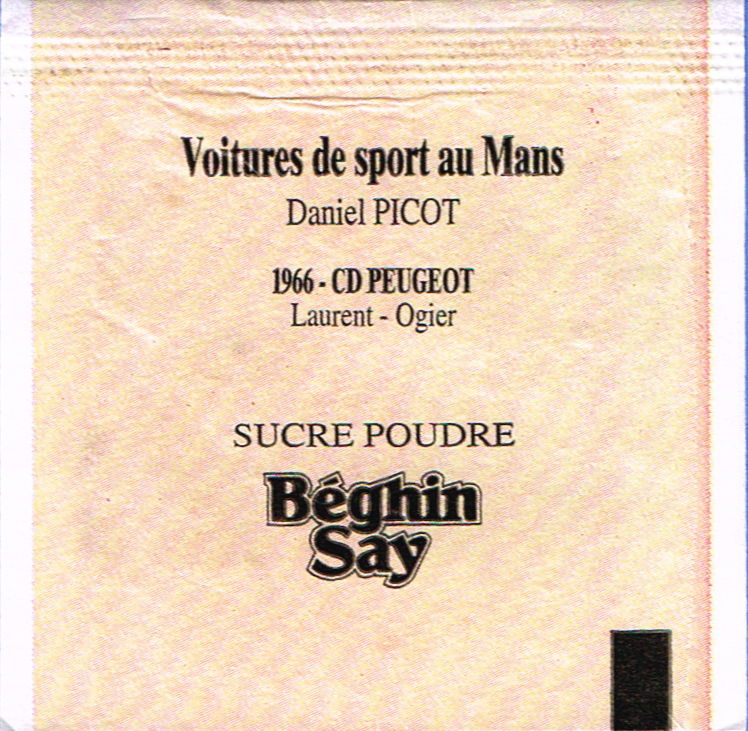 Voitures de sport au Mans
Daniel PICOT
1966 - CD PEUGEOT
Laurent - Ogier
SUCRE POUDRE
Béghin
Say